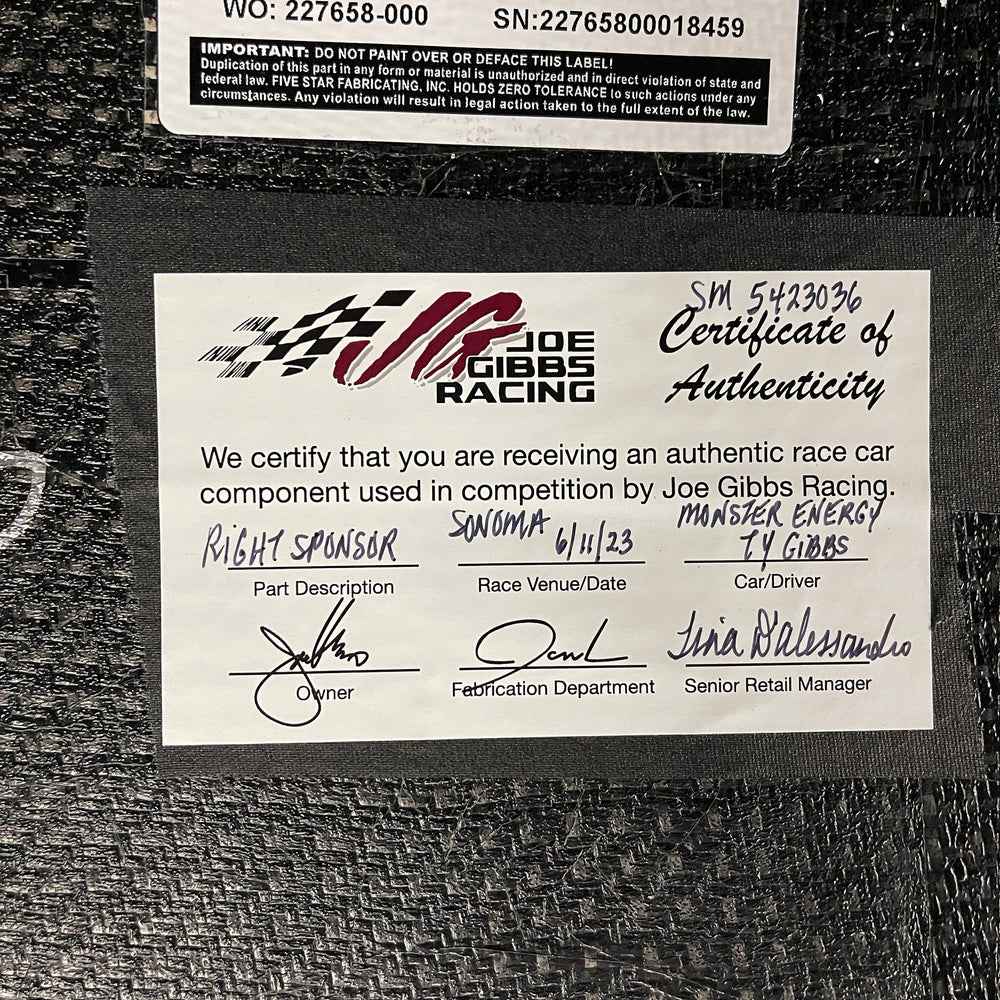 WO: 227658-000 SN:22765800018459
IMPORTANT: DO NOT PAINT OVER OR DEFACE THIS LABEL!
Duplication of this part in any form or material is unauthorized and in direct violation of state and
federal law. FIVE STAR FABRICATING, INC. HOLDS ZERO TOLERANCE to such actions under any
circumstances. Any violation will result in legal action taken to the full extent of the law.
SM 5423036
JG JOE
GIBBS
RACING
Certificate of
Authenticity
We certify that you are receiving an authentic race car
component used in competition by Joe Gibbs Racing.
RIGHT SPONSOR
Part Description
SONOMA
6/11/23
Race Venue/Date
MONSTER ENERGY
TY GIBBS
Car/Driver
Owner
Fabrication Department
Tina D'alessandro
Senior Retail Manager